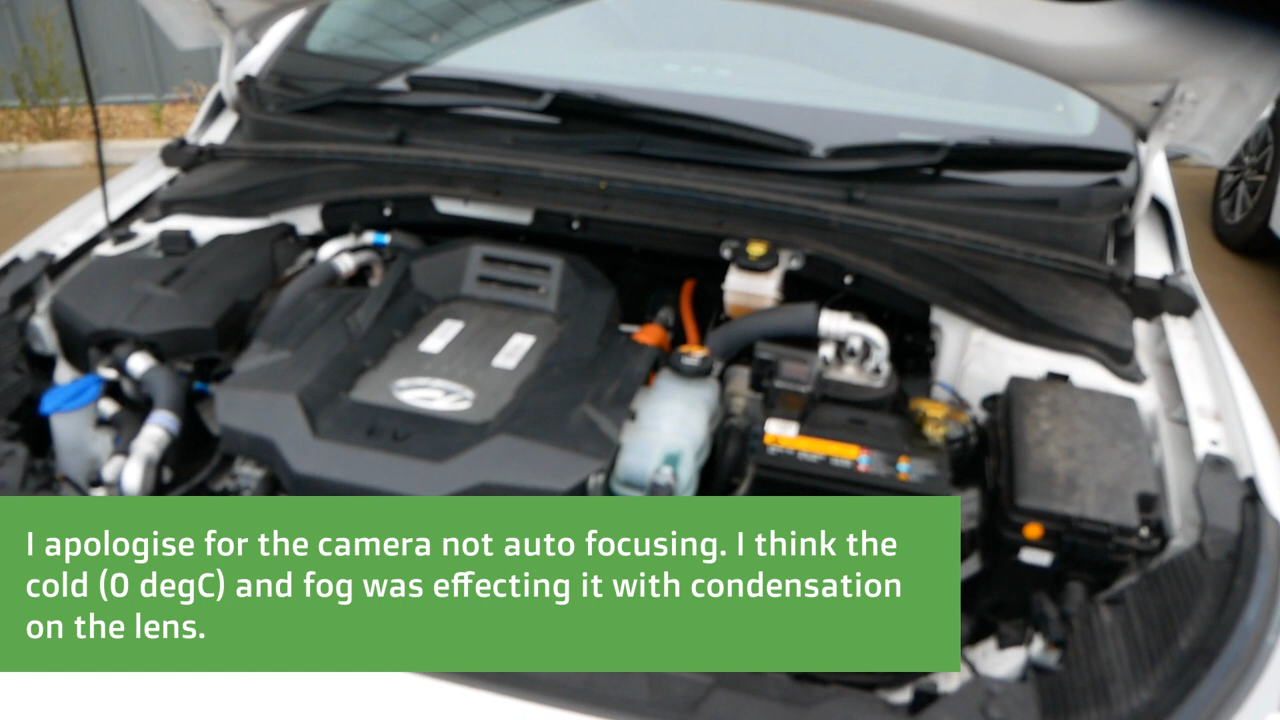 I apologise for the camera not auto focusing. I think the
cold (0 degC) and fog was effecting it with condensation
on the lens.